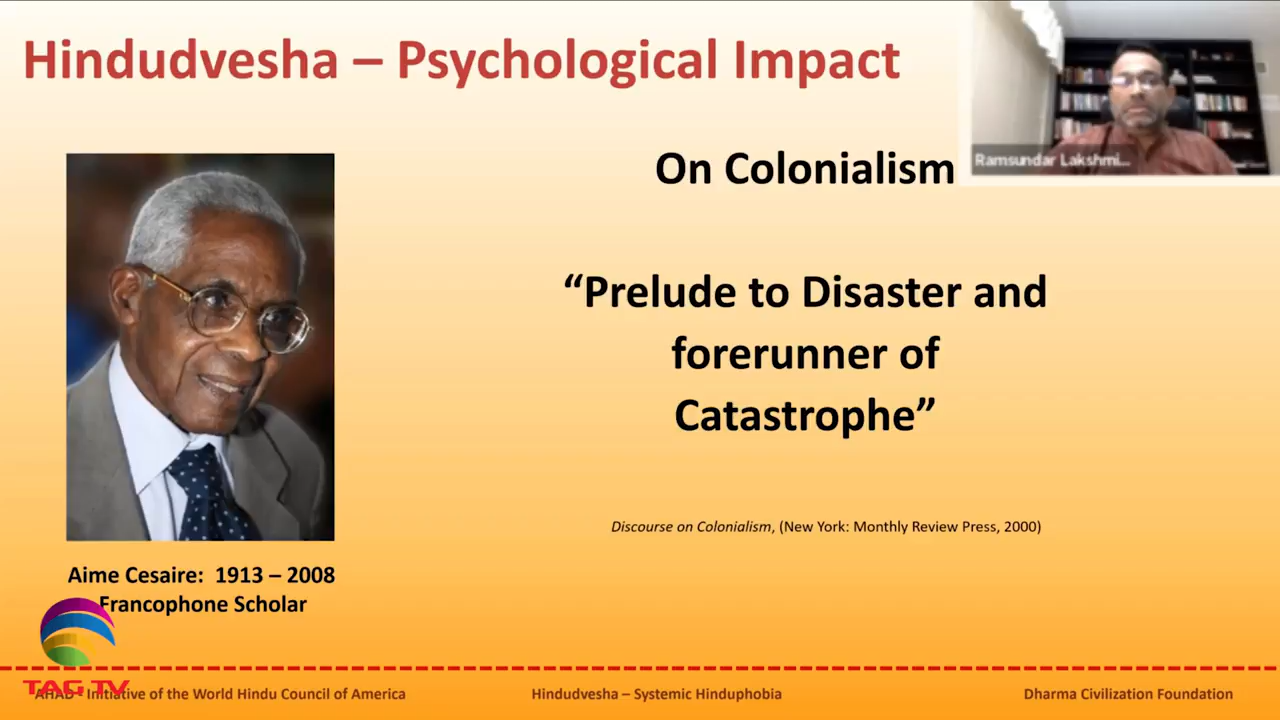 Hindudvesha – Psychological Impact
Ramsundar Lakshmi...
On Colonialism
“Prelude to Disaster and
forerunner of
Catastrophe”
Discourse on Colonialism, (New York: Monthly Review Press, 2000)
Aime Cesaire: 1913 – 2008
Francophone Scholar
TAG TV
AHAD - Initiative of the World Hindu Council of America
Hindudvesha – Systemic Hinduphobia
Dharma Civilization Foundation